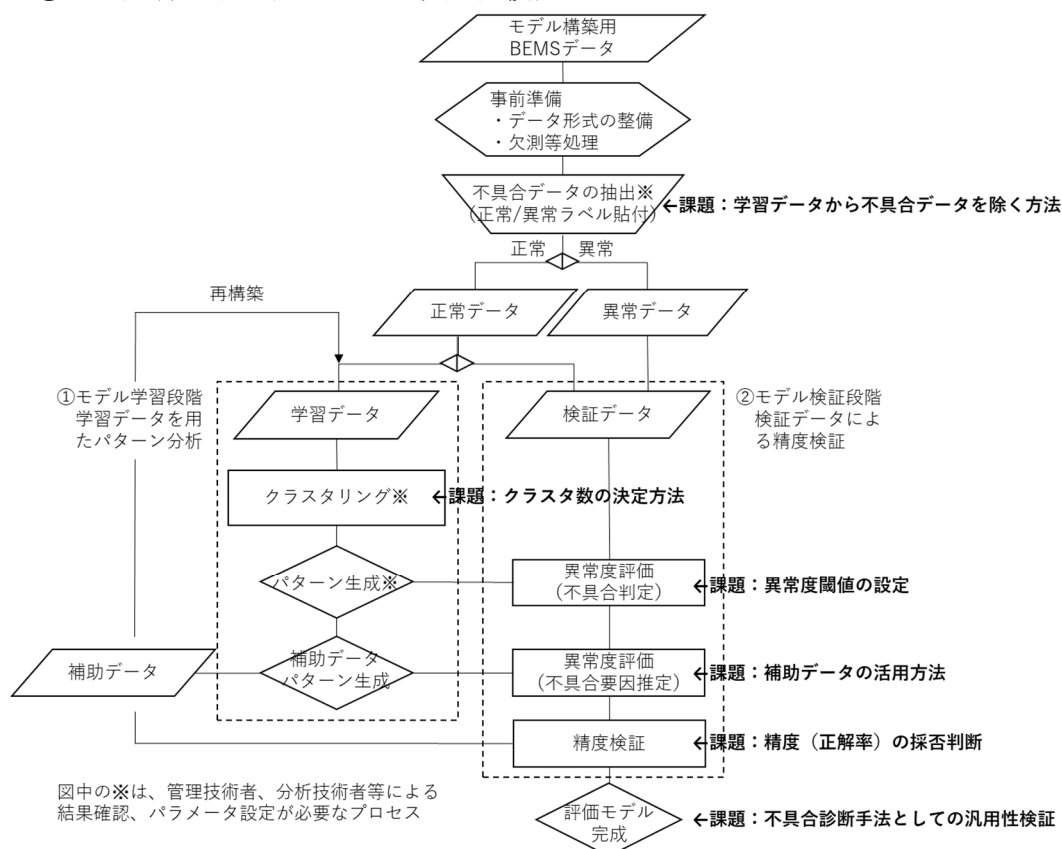 モデル構築用
BEMSデータ
事前準備
・データ形式の整備
・欠測等処理
不具合データの抽出※
(正常/異常ラベル貼付)
←課題：学習データから不具合データを除く方法
正常
異常
再構築
正常データ
異常データ
①モデル学習段階
学習データを用
たパターン分析
学習データ
検証データ
②モデル検証段階
検証データによ
る精度検証
クラスタリング※
←課題：クラスタ数の決定方法
パターン生成※
異常度評価
(不具合判定)
←課題：異常度閾値の設定
補助データ
補助データ
パターン生成
異常度評価
(不具合要因推定)
←課題：補助データの活用方法
精度検証
←課題：精度（正解率）の採否判断
図中の※は、管理技術者、分析技術者等による
結果確認、パラメータ設定が必要なプロセス
評価モデル
完成
←課題：不具合診断手法としての汎用性検証